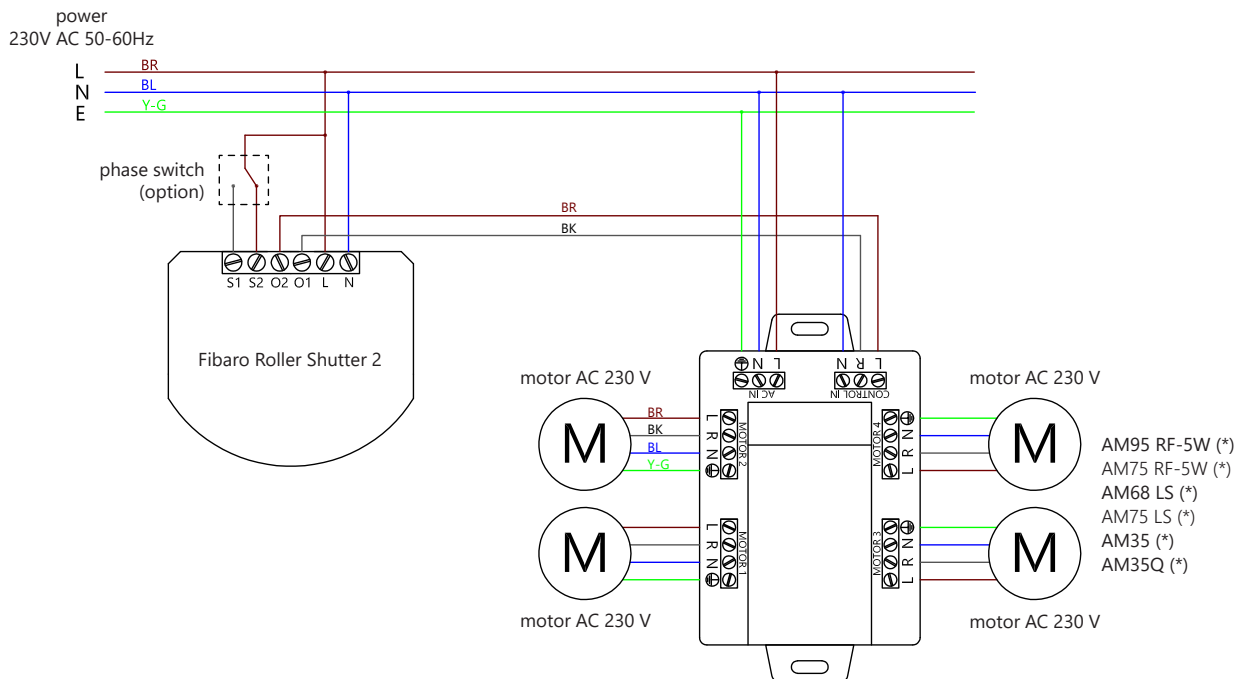 power
230V AC 50-60Hz
L
BR
N
BL
E
Y-G
phase switch
(option)
BR
BK
S1 S2 O2 O1 L N
Fibaro Roller Shutter 2
N L
AC IN
N R L
CONTROL IN
motor AC 230 V
M
BR
BK
BL
Y-G
L
R
N
MOTOR 2
M
L
R
N
MOTOR 1
motor AC 230 V
motor AC 230 V
N
R
L
MOTOR 4
M
N
R
L
MOTOR 3
M
motor AC 230 V
AM95 RF-5W (*)
AM75 RF-5W (*)
AM68 LS (*)
AM75 LS (*)
AM35 (*)
AM35Q (*)